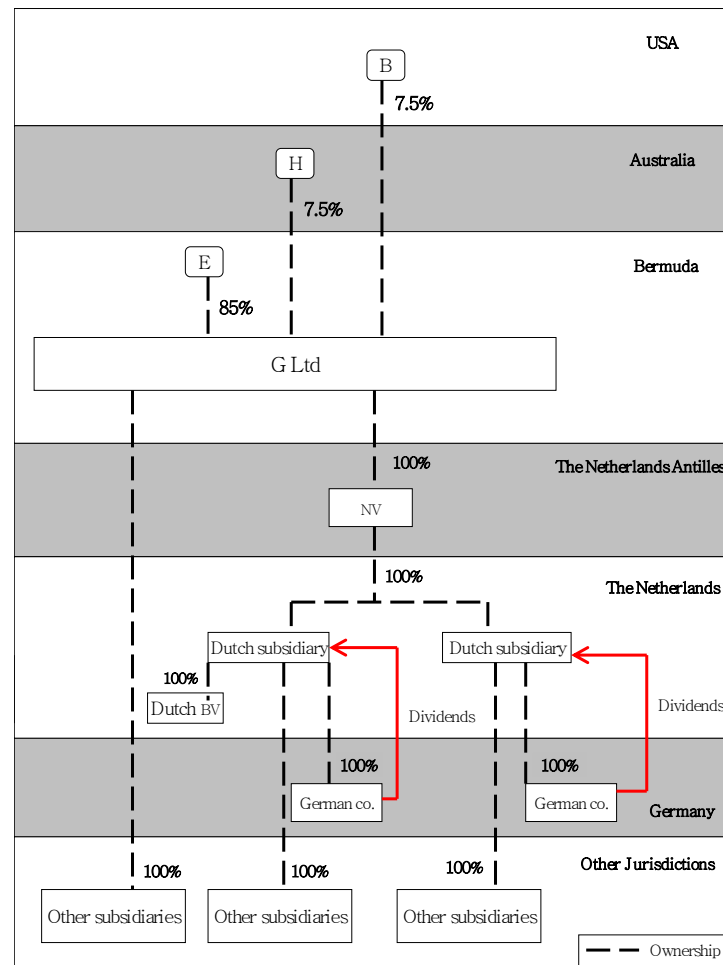 USA
B
7.5%
Australia
H
7.5%
Bermuda
E
85%
G Ltd
100%
The Netherlands Antilles
NV
100%
The Netherlands
Dutch subsidiary
Dutch subsidiary
100%
Dutch BV
Dividends
Dividends
100%
100%
German co.
German co.
Germany
Other Jurisdictions
100%
100%
100%
Other subsidiaries
Other subsidiaries
Other subsidiaries
Ownership